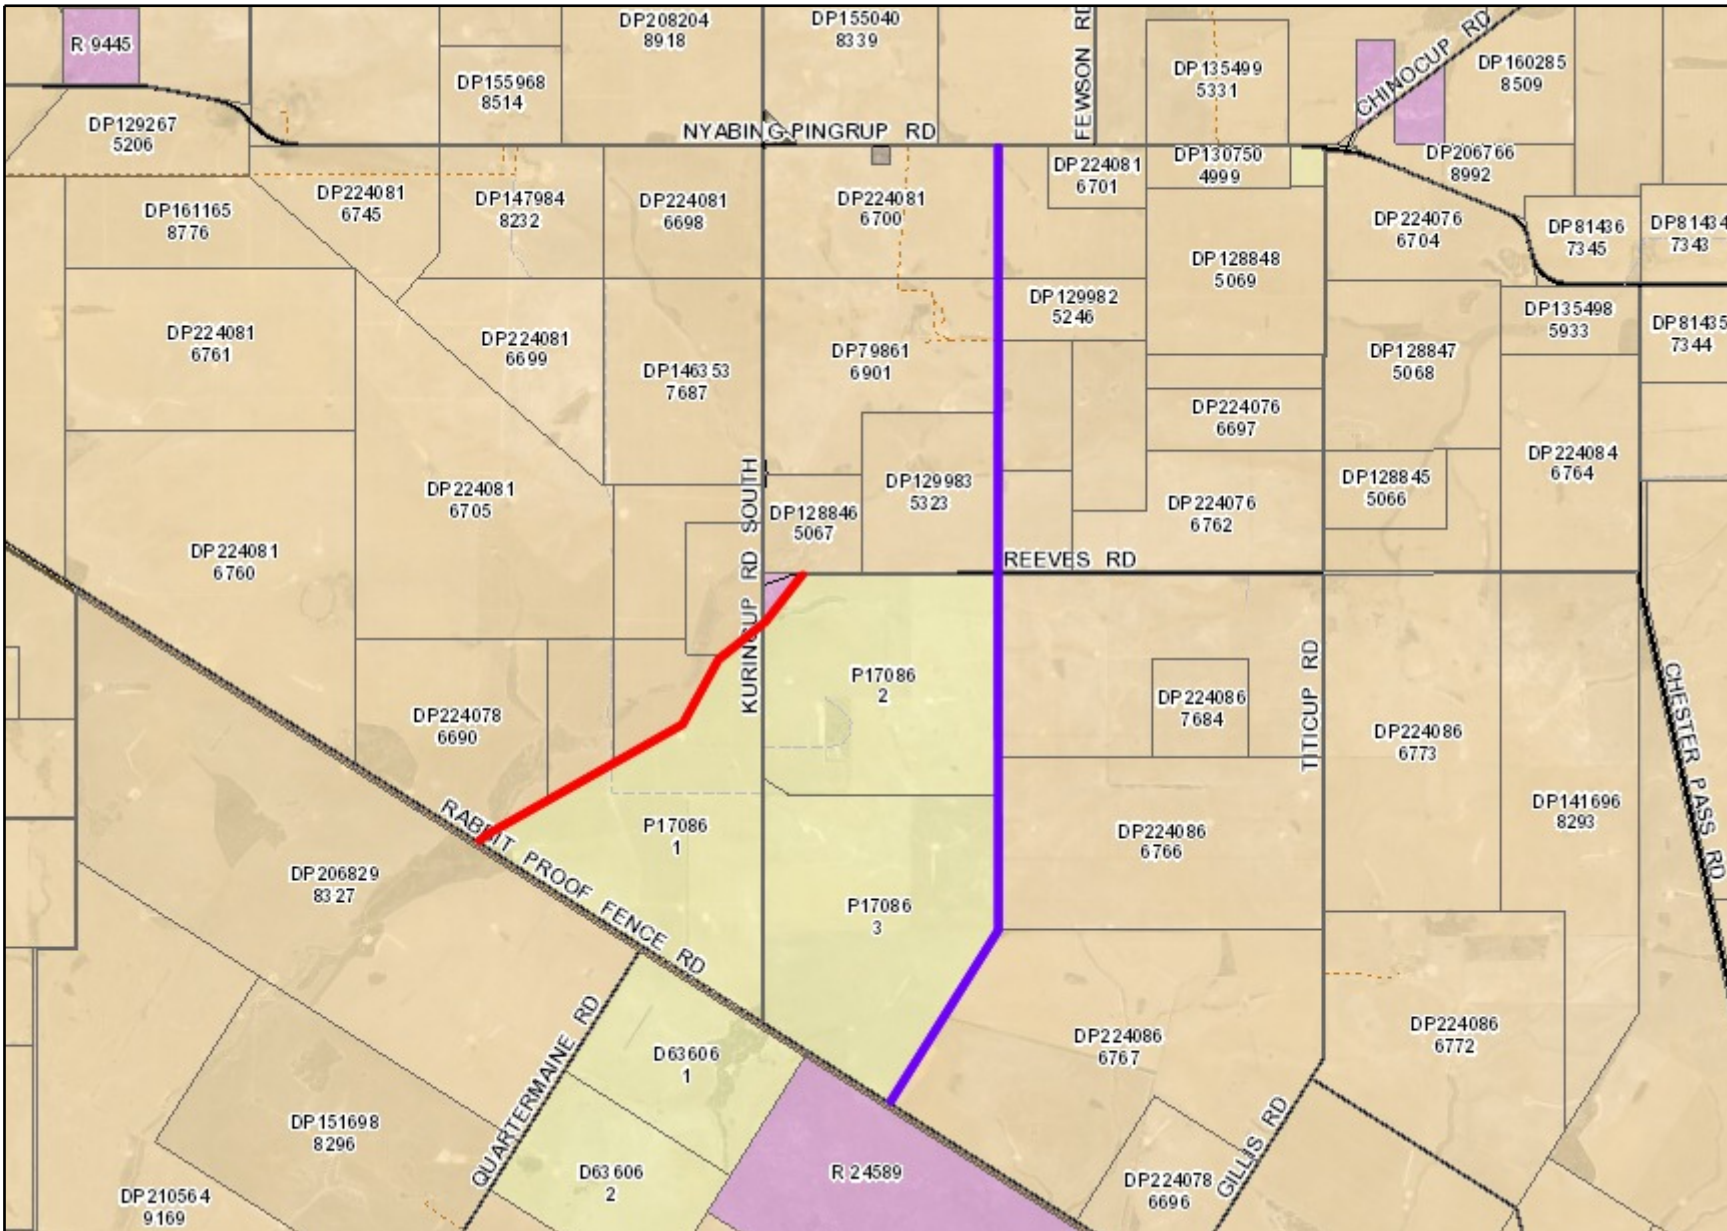 DP208204
8918
DP155040
8339
FEWSON RD
CHINOCUP RD
R 9445
DP155968
8514
DP135499
5331
DP160285
8509
DP129267
5206
NYABING-PINGRUP RD
DP224081
6745
DP147984
8232
DP224081
6698
DP224081
6700
DP224081
6701
DP130750
4999
DP206766
8992
DP161165
8776
DP224076
6704
DP81436
7345
DP81434
7343
DP128848
5069
DP129982
5246
DP135498
5933
DP81435
7344
DP224081
6761
DP224081
6699
DP146353
7687
DP79861
6901
DP128847
5068
DP224076
6697
DP224081
6705
KURINGUP RD SOUTH
DP129983
5323
DP128846
5067
DP224076
6762
DP128845
5066
DP224084
6764
DP224081
6760
REEVES RD
P17086
2
DP224086
7684
TITICUP RD
DP224086
6773
CHESTER PASS RD
DP224078
6690
RABBIT PROOF FENCE RD
P17086
1
DP224086
6766
DP141696
8293
DP206829
8327
P17086
3
QUARTERMAINE RD
D63606
1
DP224086
6767
DP224086
6772
DP151698
8296
D63606
2
R 24589
DP224078
6696
GILLIS RD
DP210564
9169